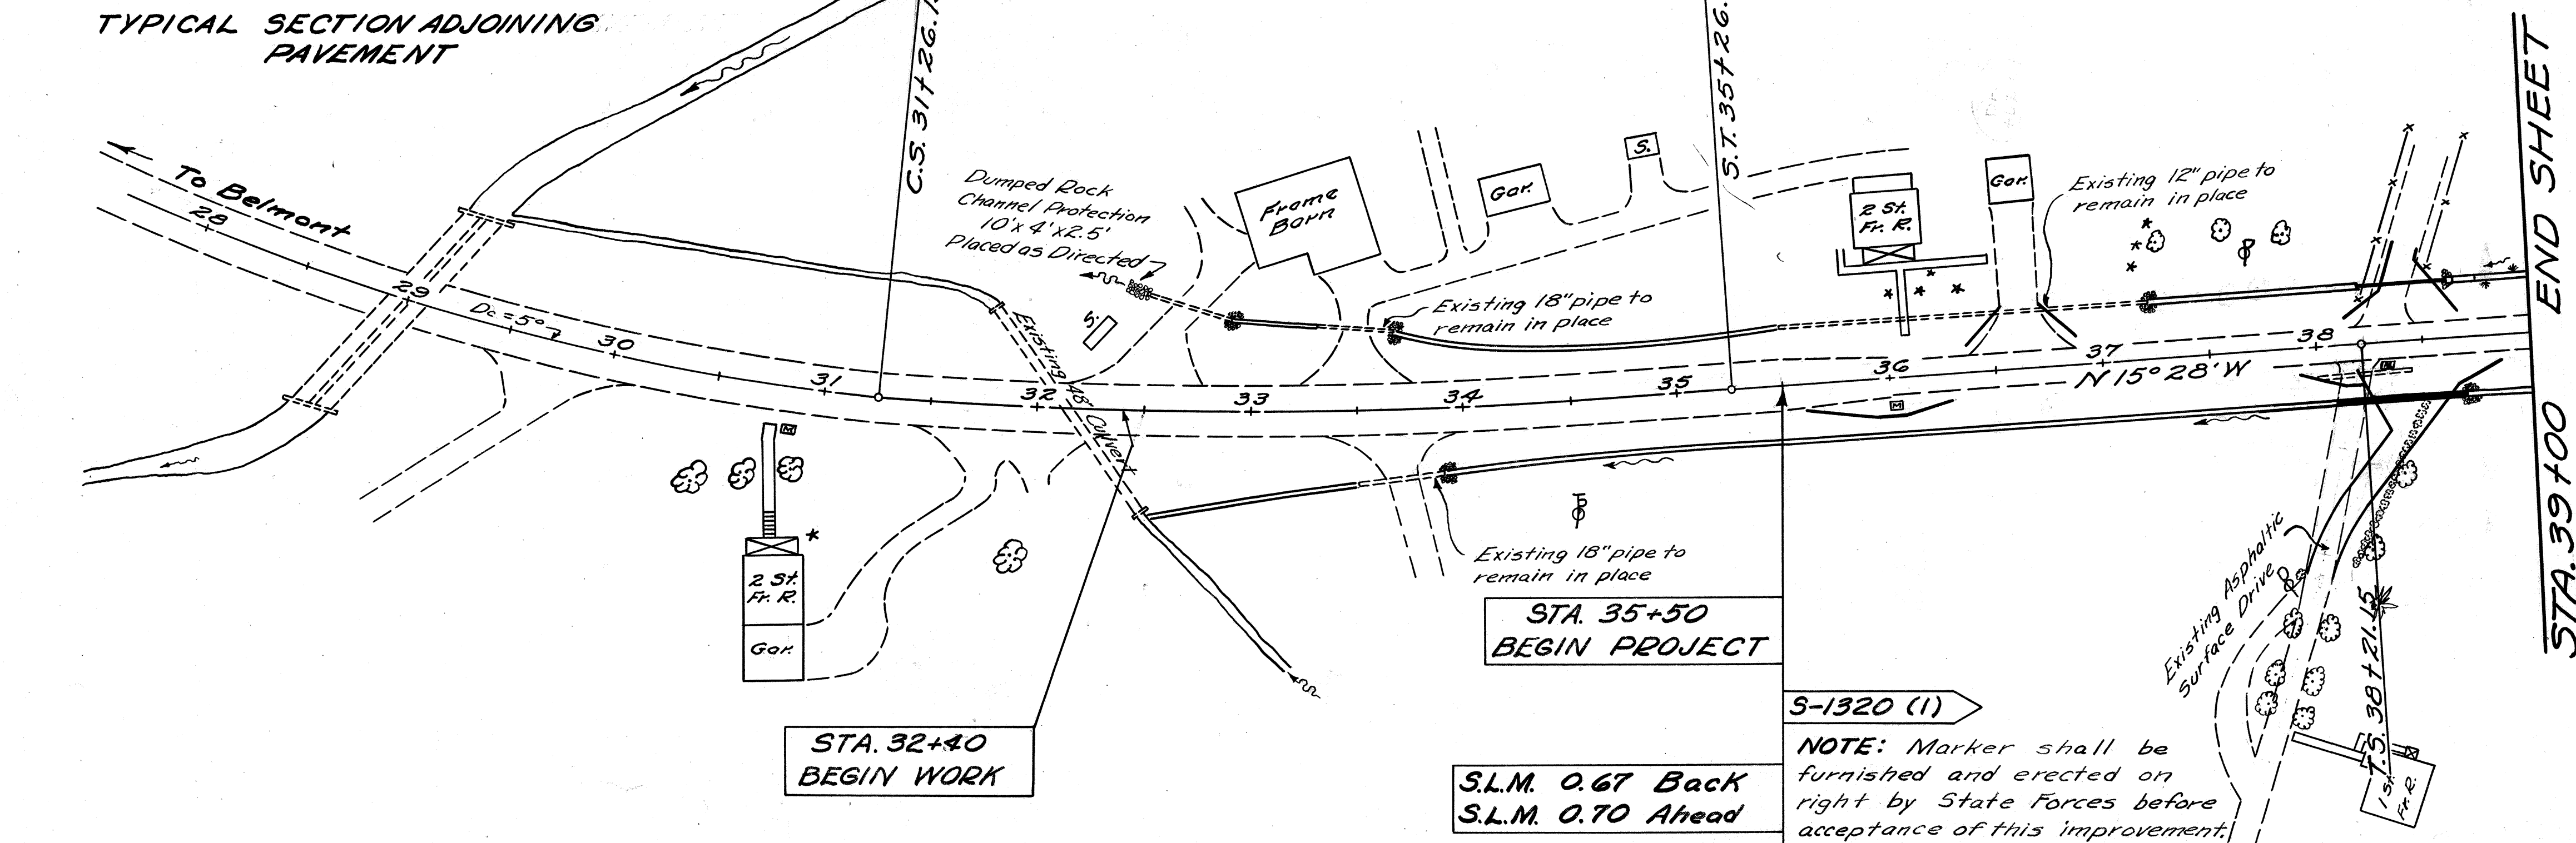 TYPICAL SECTION ADJOINING
PAVEMENT
To Belmont
28
29
Dc = 5°
30
31
32
33
34
35
36
37
38
N 15° 28' W
C.S. 31+26.1
S.T. 35+26.
Dumped Rock
Channel Protection
10'x 4'x2.5'
Placed as Directed
Existing 48" Culvert
S.
Frame
Barn
Gar.
S.
Existing 18" pipe to
remain in place
2 St.
Fr. R.
Gar.
Existing 12" pipe to
remain in place
M
M
M
2 St.
Fr. R.
Gar.
Existing 18" pipe to
remain in place
STA. 32+40
BEGIN WORK
STA. 35+50
BEGIN PROJECT
S-1320 (1)
NOTE: Marker shall be
furnished and erected on
right by State Forces before
acceptance of this improvement.
S.L.M. 0.67 Back
S.L.M. 0.70 Ahead
Existing Asphaltic
Surface Drive
T.S. 38+21.15
1 St.
Fr. R.
STA. 39+00 END SHEET